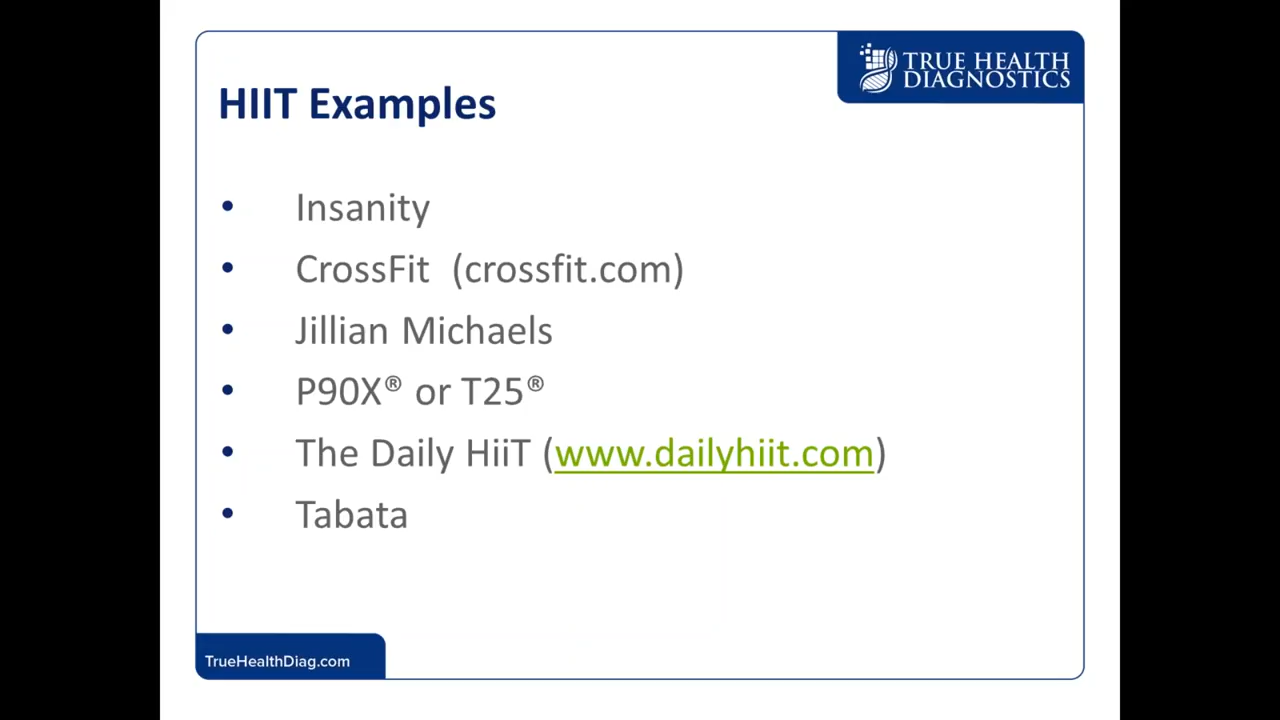 TRUE HEALTH
DIAGNOSTICS
HIIT Examples
• Insanity
• CrossFit (crossfit.com)
• Jillian Michaels
• P90X® or T25®
• The Daily HiiT (www.dailyhiit.com)
• Tabata
TrueHealthDiag.com